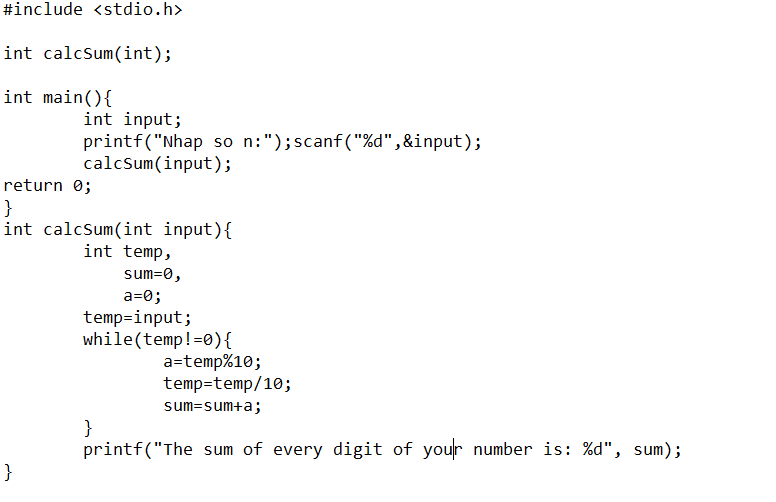 #include <stdio.h>

int calcSum(int);

int main(){
        int input;
        printf("Nhap so n:");scanf("%d",&input);
        calcSum(input);
return 0;
}
int calcSum(int input){
        int temp,
            sum=0,
            a=0;
        temp=input;
        while(temp!=0){
                a=temp%10;
                temp=temp/10;
                sum=sum+a;
        }
        printf("The sum of every digit of your number is: %d", sum);
}